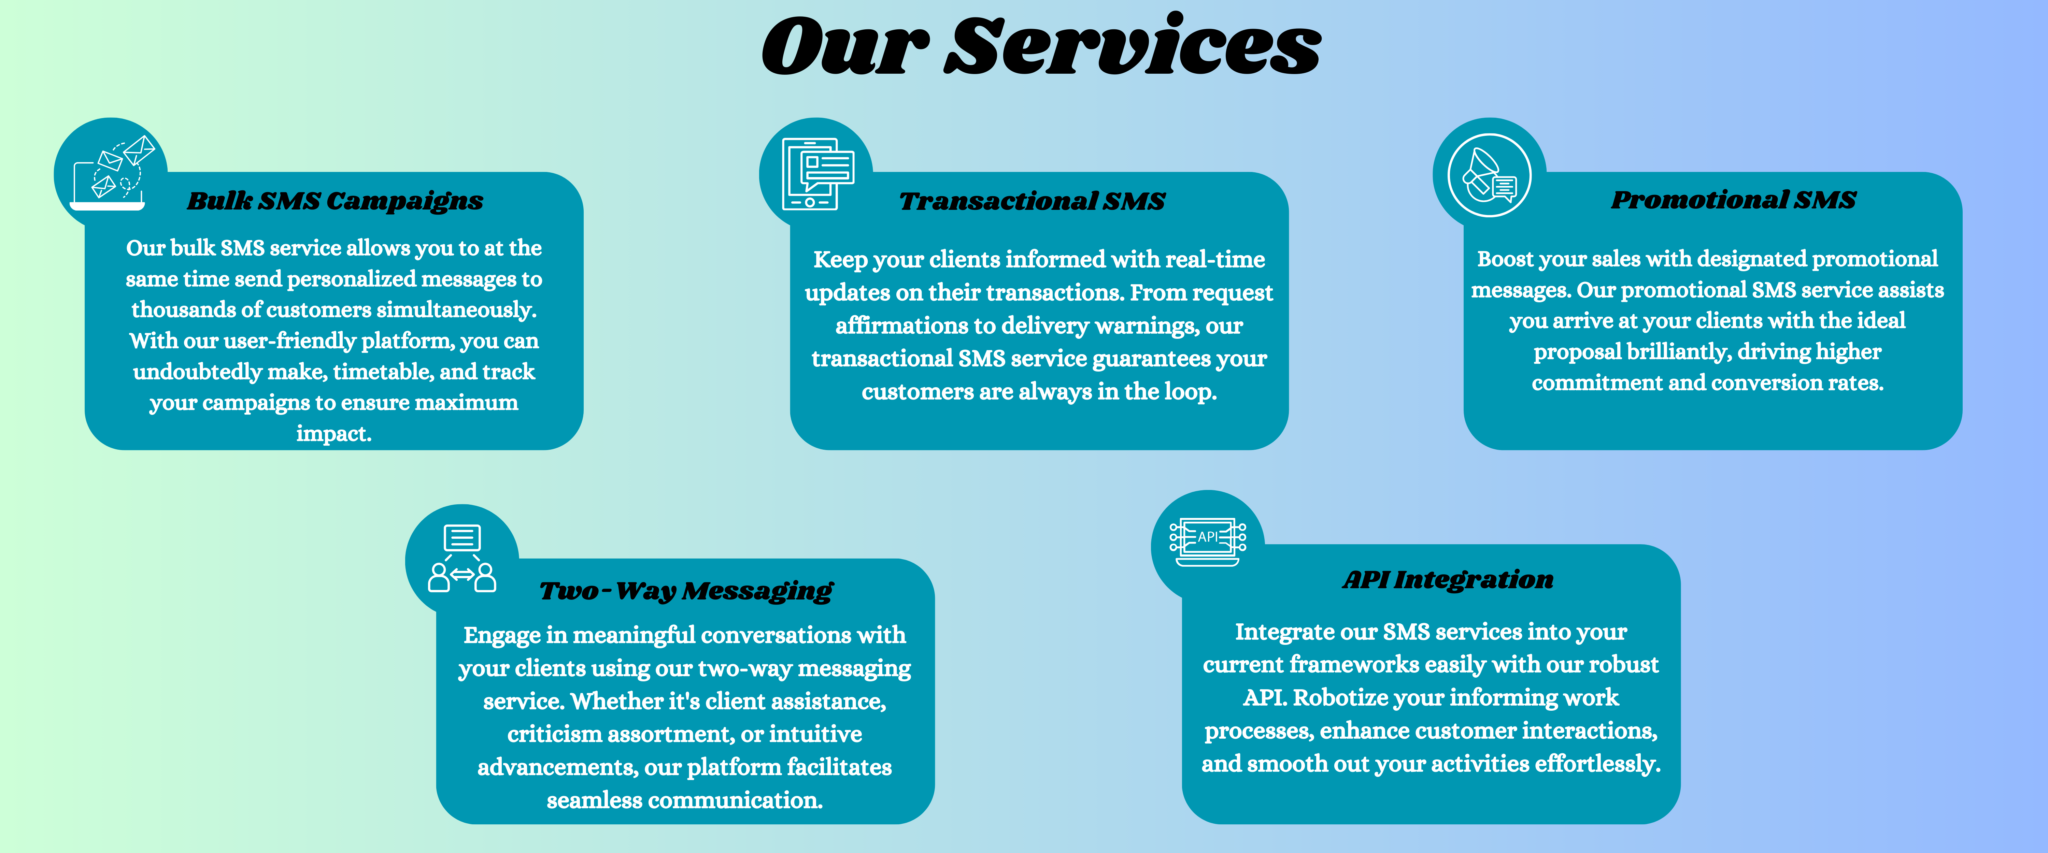 Our Services
Bulk SMS Campaigns
Our bulk SMS service allows you to at the
same time send personalized messages to
thousands of customers simultaneously.
With our user-friendly platform, you can
undoubtedly make, timetable, and track
your campaigns to ensure maximum
impact.
Transactional SMS
Keep your clients informed with real-time
updates on their transactions. From request
affirmations to delivery warnings, our
transactional SMS service guarantees your
customers are always in the loop.
Promotional SMS
Boost your sales with designated promotional
messages. Our promotional SMS service assists
you arrive at your clients with the ideal
proposal brilliantly, driving higher
commitment and conversion rates.
Two-Way Messaging
Engage in meaningful conversations with
your clients using our two-way messaging
service. Whether it's client assistance,
criticism assortment, or intuitive
advancements, our platform facilitates
seamless communication.
API
API Integration
Integrate our SMS services into your
current frameworks easily with our robust
API. Robotize your informing work
processes, enhance customer interactions,
and smooth out your activities effortlessly.